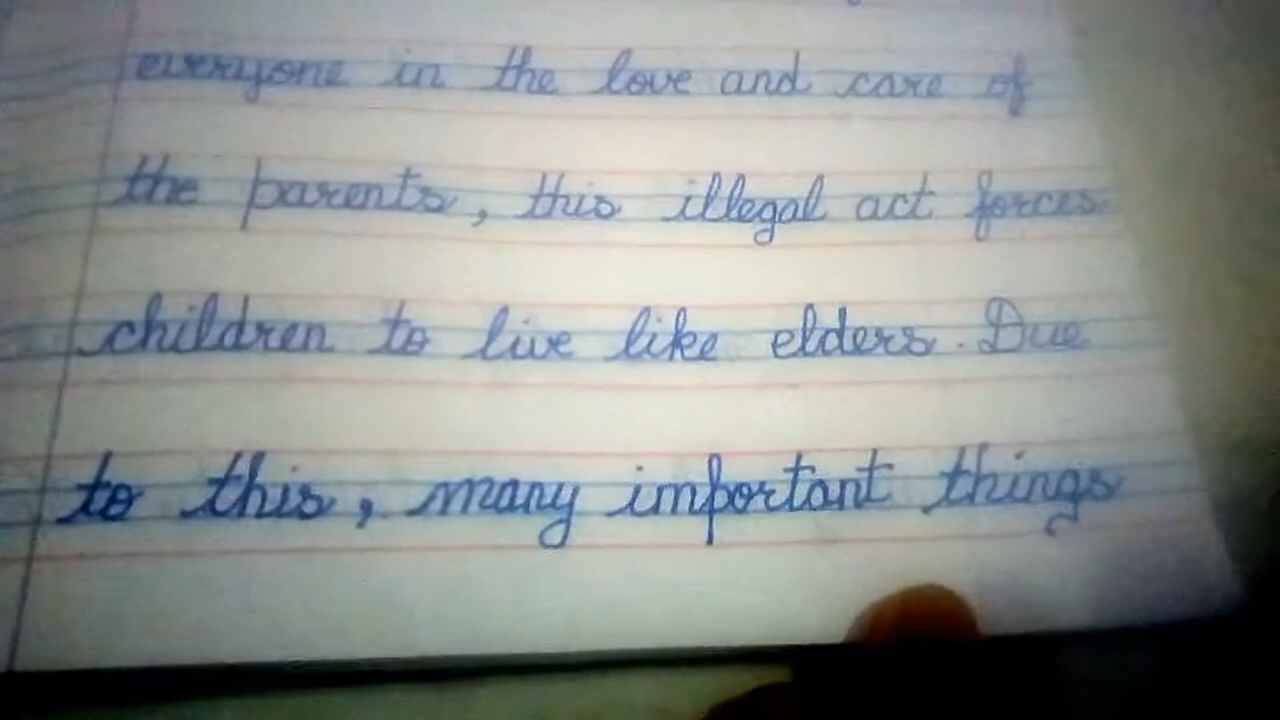 everyone in the love and care of
the parents, this illegal act forces
children to live like elders. Due
to this, many important things